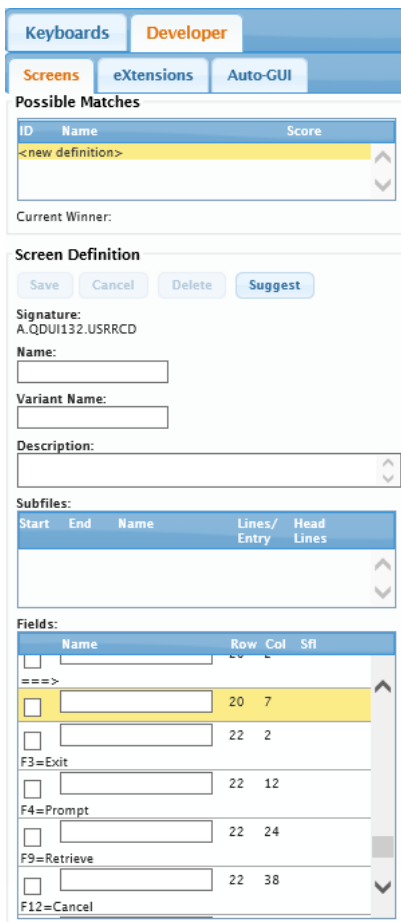 Keyboards Developer
Screens eXtensions Auto-GUI
Possible Matches
ID Name Score
<new definition>
Current Winner:
Screen Definition
Save Cancel Delete Suggest
Signature:
A.QDUI132.USRRCD
Name:
Variant Name:
Description:
Subfiles:
Start End Name Lines/ Head
Entry Lines
Fields:
Name Row Col Sfl
===>
20 7
22 2
F3=Exit
22 12
F4=Prompt
22 24
F9=Retrieve
22 38
F12=Cancel